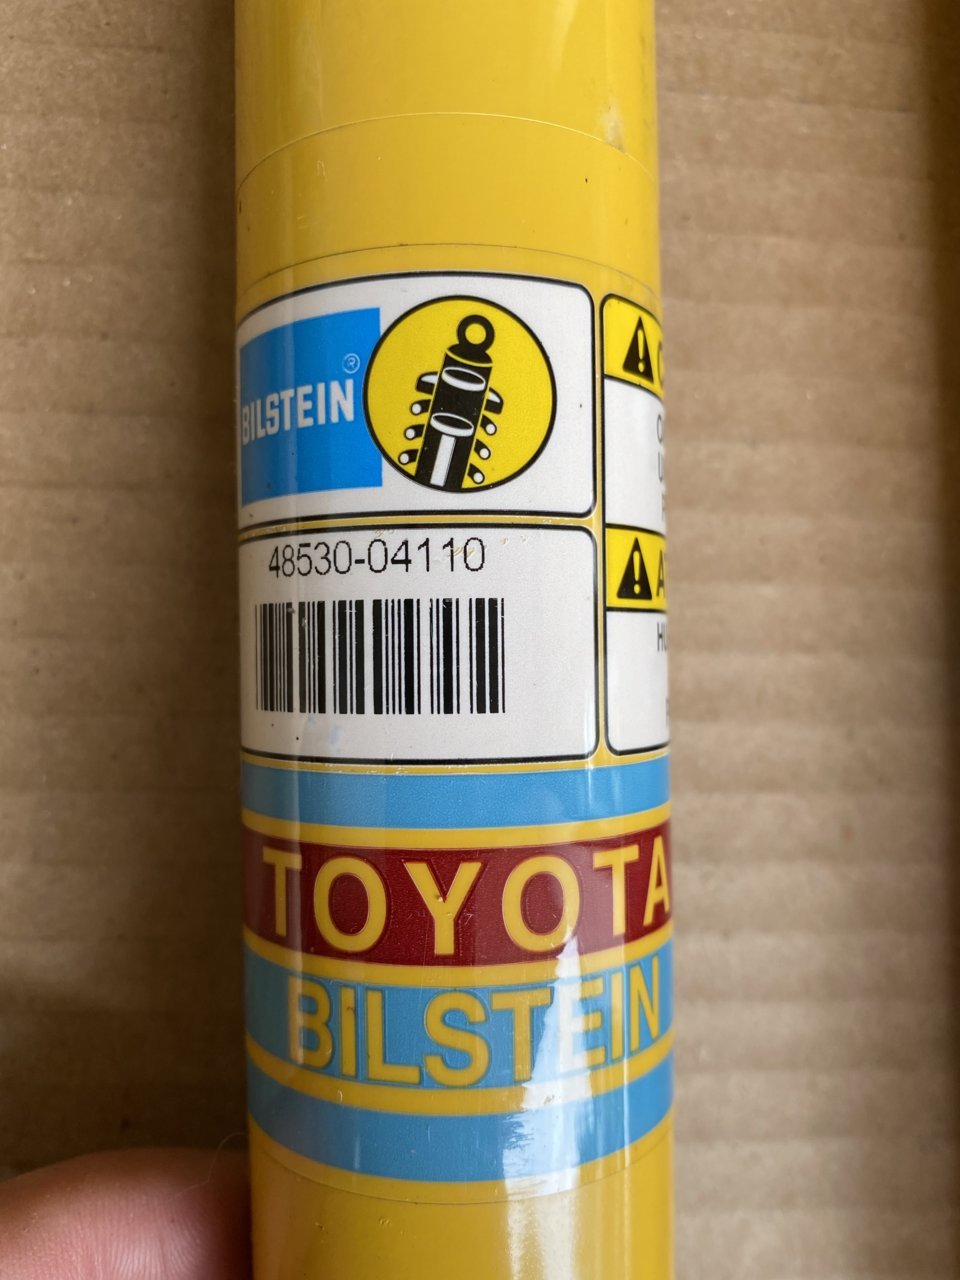 BILSTEIN®
48530-04110
TOYOTA
BILSTEIN